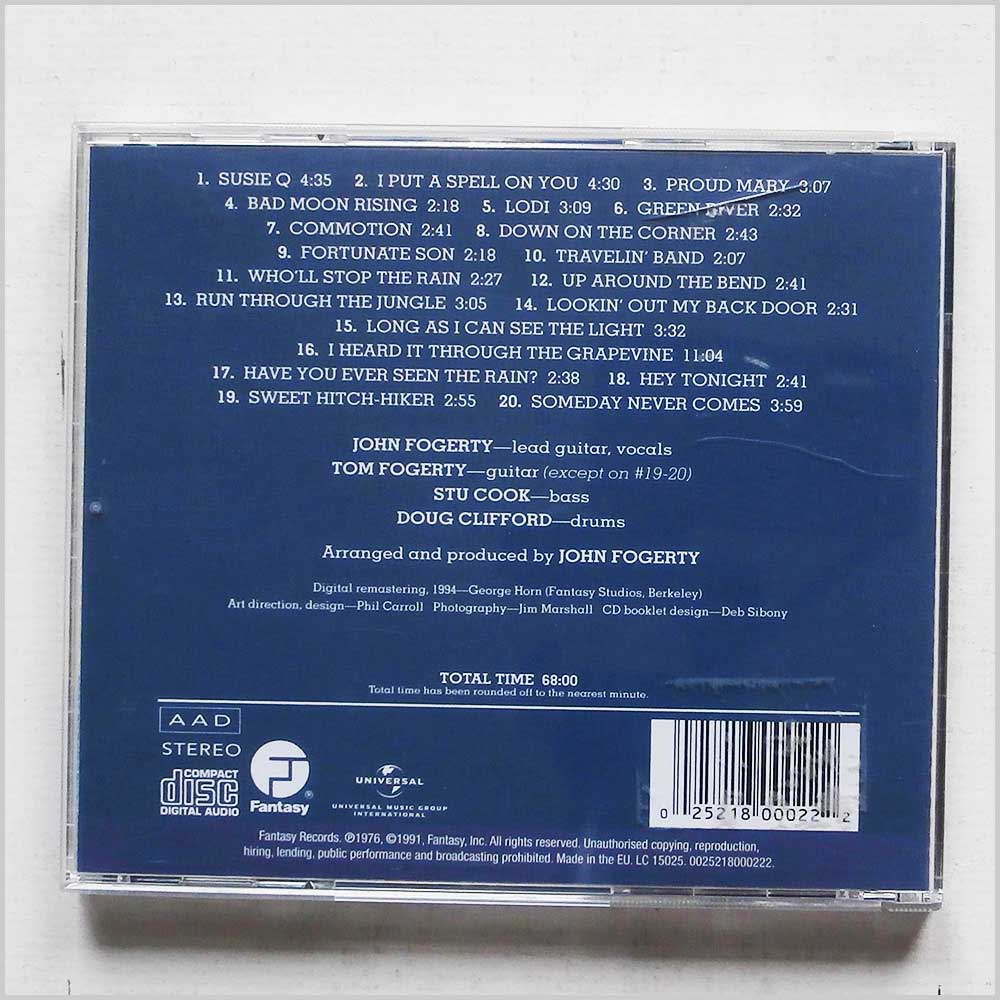 1. SUSIE Q 4:35 2. I PUT A SPELL ON YOU 4:30 3. PROUD MARY 3:07
4. BAD MOON RISING 2:18 5. LODI 3:09 6. GREEN RIVER 2:32
7. COMMOTION 2:41 8. DOWN ON THE CORNER 2:43
9. FORTUNATE SON 2:18 10. TRAVELIN' BAND 2:07
11. WHO'LL STOP THE RAIN 2:27 12. UP AROUND THE BEND 2:41
13. RUN THROUGH THE JUNGLE 3:05 14. LOOKIN' OUT MY BACK DOOR 2:31
15. LONG AS I CAN SEE THE LIGHT 3:32
16. I HEARD IT THROUGH THE GRAPEVINE 11:04
17. HAVE YOU EVER SEEN THE RAIN? 2:38 18. HEY TONIGHT 2:41
19. SWEET HITCH-HIKER 2:55 20. SOMEDAY NEVER COMES 3:59
JOHN FOGERTY—lead guitar, vocals
TOM FOGERTY—guitar (except on #19-20)
STU COOK—bass
DOUG CLIFFORD—drums
Arranged and produced by JOHN FOGERTY
Digital remastering, 1994—George Horn (Fantasy Studios, Berkeley)
Art direction, design—Phil Carroll Photography—Jim Marshall CD booklet design—Deb Sibony
TOTAL TIME 68:00
Total time has been rounded off to the nearest minute.
AAD
STEREO
COMPACT
disc
DIGITAL AUDIO
Fantasy®
UNIVERSAL
UNIVERSAL MUSIC GROUP
INTERNATIONAL
0 25218 00022 2
Fantasy Records. ℗1976, ©1991, Fantasy, Inc. All rights reserved. Unauthorised copying, reproduction,
hiring, lending, public performance and broadcasting prohibited. Made in the EU. LC 15025. 0025218000222.